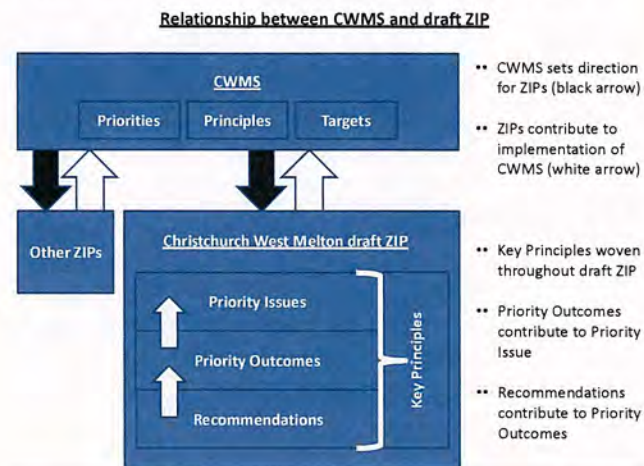 Relationship between CWMS and draft ZIP
CWMS
Priorities
Principles
Targets
•• CWMS sets direction
for ZIPs (black arrow)
•• ZIPs contribute to
implementation of
CWMS (white arrow)
Other ZIPs
Christchurch West Melton draft ZIP
Priority Issues
Priority Outcomes
Recommendations
Key Principles
•• Key Principles woven
throughout draft ZIP
•• Priority Outcomes
contribute to Priority
Issue
•• Recommendations
contribute to Priority
Outcomes